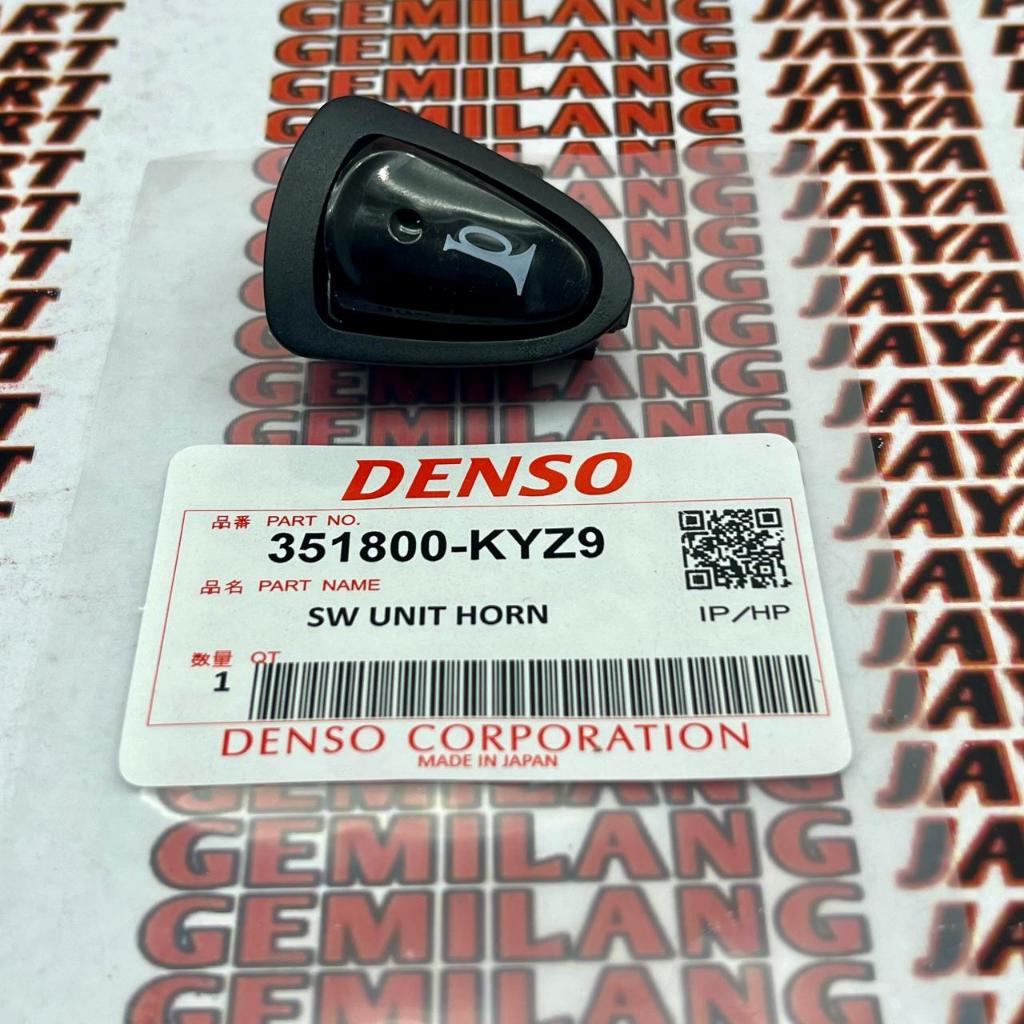 GEMILANG JAYA
GEMILANG JAYA
GEMILANG JAYA
GEMILANG JAYA
DENSO
品番 PART NO.
351800-KYZ9
品名 PART NAME
SW UNIT HORN
IP/HP
数量 QT
1
DENSO CORPORATION
MADE IN JAPAN
GEMILANG
GEMILANG
GEMILANG